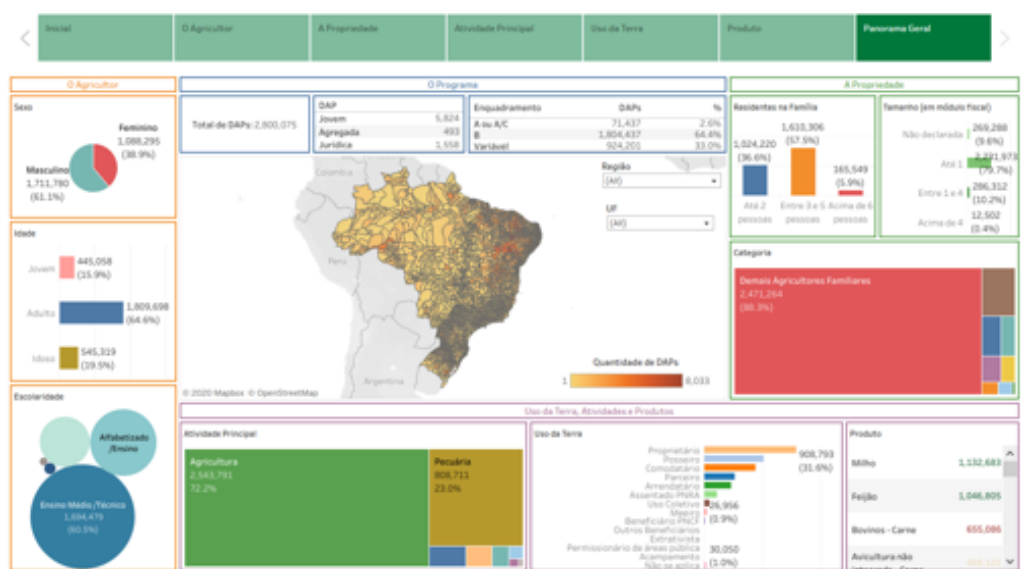 Inicial
O Agricultor
A Propriedade
Atividade Principal
Uso da Terra
Produto
Panorama Geral
O Agricultor
Sexo
Feminino
1,088,295
(38.9%)
Masculino
1,711,780
(61.1%)
Idade
Jovem
445,058
(15.9%)
Adulto
1,809,698
(64.6%)
Idoso
545,319
(19.5%)
Escolaridade
Alfabetizado
/Ensino
Ensino Médio /Técnico
1,694,479
(60.5%)
O Programa
Total de DAPs: 2,800,075
DAP
Jovem 5,824
Agregada 493
Jurídica 1,558
Enquadramento DAPs %
A ou A/C 71,437 2.6%
B 1,804,437 64.4%
Variável 924,201 33.0%
Colombia
Peru
Argentina
Região
(All)
UF
(All)
Quantidade de DAPs
1 8,033
© 2020 Mapbox © OpenStreetMap
A Propriedade
Residentes na Família
1,024,220
(36.6%)
1,610,306
(57.5%)
165,549
(5.9%)
Até 2 pessoas
Entre 3 e 5 pessoas
Acima de 6 pessoas
Tamanho (em módulo fiscal)
Não declarada 269,288
(9.6%)
Até 1 2,231,973
(79.7%)
Entre 1 e 4 286,312
(10.2%)
Acima de 4 12,502
(0.4%)
Categoria
Demais Agricultores Familiares
2,471,264
(88.3%)
Uso da Terra, Atividades e Produtos
Atividade Principal
Agricultura
2,543,791
72.2%
Pecuária
808,711
23.0%
Uso da Terra
Proprietário
Posseiro
Comodatário
Parceiro
Arrendatário
Assentado PNRA
Uso Coletivo
Meeiro
Beneficiário PNCF
Outros Beneficiários
Extrativista
Permissionário de áreas pública
Acampamento
Não se aplica
908,793
(31.6%)
26,956
(0.9%)
30,050
(1.0%)
Produto
Milho 1,132,683
Feijão 1,046,805
Bovinos - Carne 655,086
Avicultura não